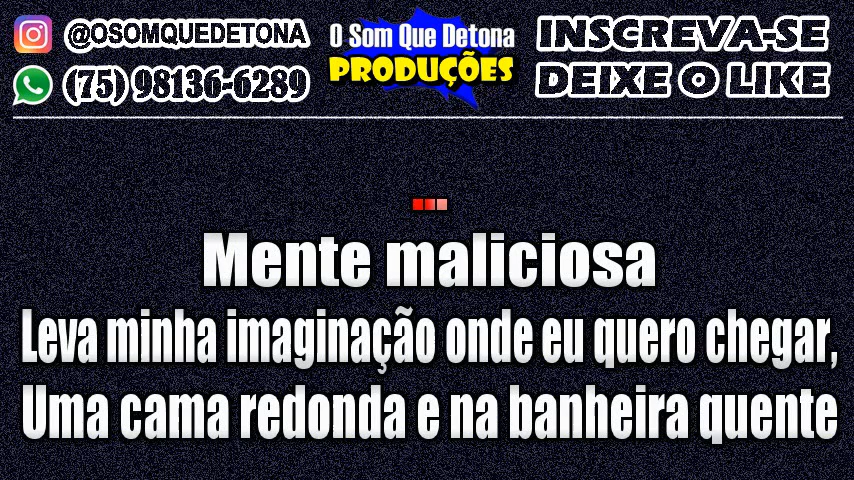 @OSOMQUEDETONA
(75) 98136-6289
O Som Que Detona
PRODUÇÕES
INSCREVA-SE
DEIXE O LIKE
Mente maliciosa
Leva minha imaginação onde eu quero chegar,
Uma cama redonda e na banheira quente